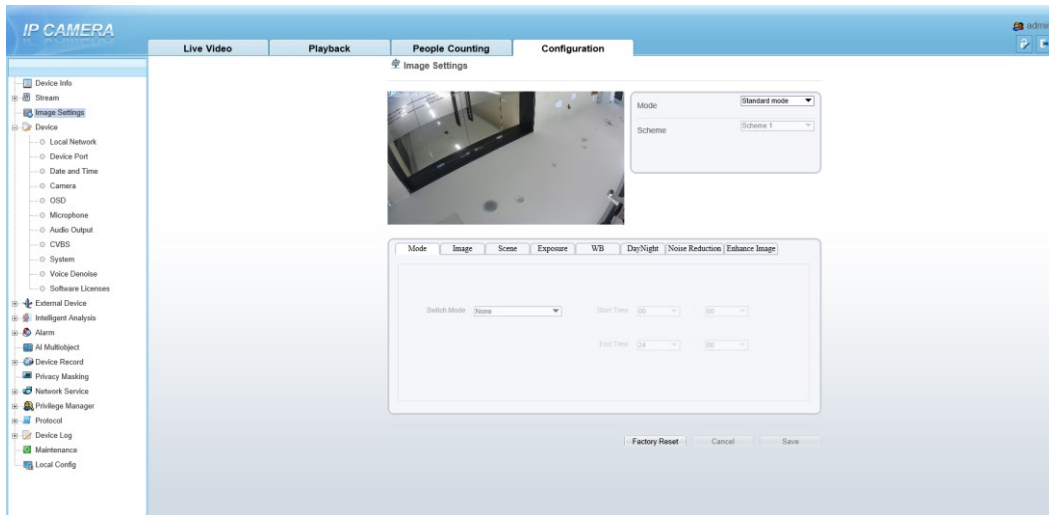 IP CAMERA
admin
Live Video
Playback
People Counting
Configuration
Image Settings
Device Info
Stream
Image Settings
Device
Local Network
Device Port
Date and Time
Camera
OSD
Microphone
Audio Output
CVBS
System
Voice Denoise
Software Licenses
External Device
Intelligent Analysis
Alarm
AI Multiobject
Device Record
Privacy Masking
Network Service
Privilege Manager
Protocol
Device Log
Maintenance
Local Config
Mode Standard mode
Scheme Scheme 1
Mode Image Scene Exposure WB DayNight Noise Reduction Enhance Image
Switch Mode None Start Time 00 : 00
End Time 24 : 00
Factory Reset Cancel Save